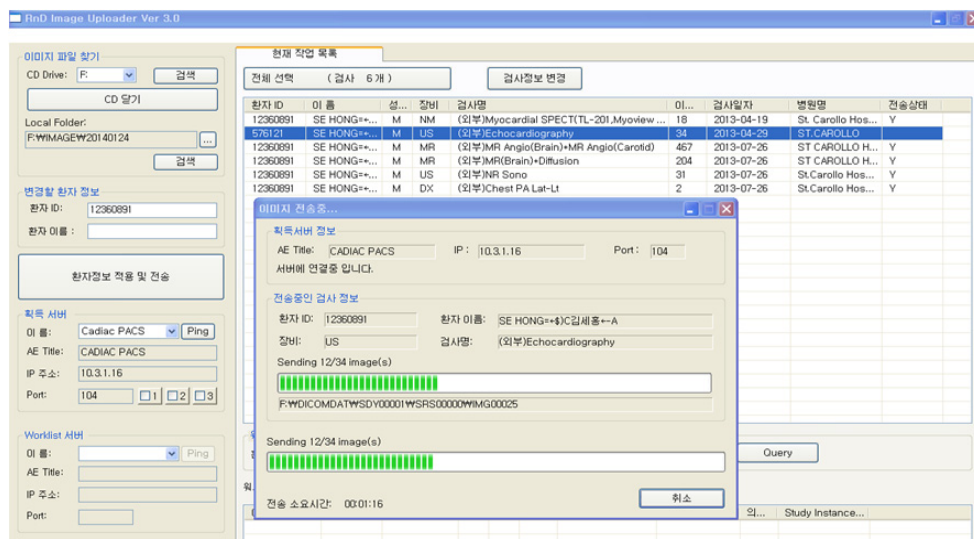 RnD Image Uploader Ver 3.0
이미지 파일 찾기
CD Drive: F: 검색
CD 닫기
Local Folder:
F:₩IMAGE₩20140124 ...
검색
변경할 환자 정보
환자 ID: 12360891
환자 이름 :
환자정보 적용 및 전송
획득 서버
이 름: Cadiac PACS Ping
AE Title: CADIAC PACS
IP 주소: 10.3.1.16
Port: 104 1 2 3
Worklist 서버
이 름: Ping
AE Title:
IP 주소:
Port:
현재 작업 목록
전체 선택 ( 검사 6 개 ) 검사정보 변경
환자 ID 이 름 성... 장비 검사명 이... 검사일자 병원명 전송상태
12360891 SE HONG=+... M NM (외부)Myocardial SPECT(TL-201,Myoview ... 18 2013-04-19 St. Carollo Hos... Y
576121 SE HONG=+... M US (외부)Echocardiography 34 2013-04-29 ST.CAROLLO
12360891 SE HONG=+... M MR (외부)MR Angio(Brain)+MR Angio(Carotid) 467 2013-07-26 ST CAROLLO H... Y
12360891 SE HONG=+... M MR (외부)MR(Brain)+Diffusion 204 2013-07-26 ST CAROLLO H... Y
12360891 SE HONG=+... M US (외부)NR Sono 31 2013-07-26 St.Carollo Hos... Y
12360891 SE HONG=+... M DX (외부)Chest PA Lat-Lt 2 2013-07-26 St.Carollo Hos... Y
이미지 전송중...
획득서버 정보
AE Title: CADIAC PACS IP : 10.3.1.16 Port : 104
서버에 연결중 입니다.
전송중인 검사 정보
환자 ID: 12360891 환자 이름: SE HONG=+$)C김세홍+-A
장비: US 검사명: (외부)Echocardiography
Sending 12/34 image(s)
F:₩DICOMDAT₩SDY00001₩SRS00000₩IMG00025
Sending 12/34 image(s)
전송 소요시간: 00:01:16 취소
Query
의... Study Instance...